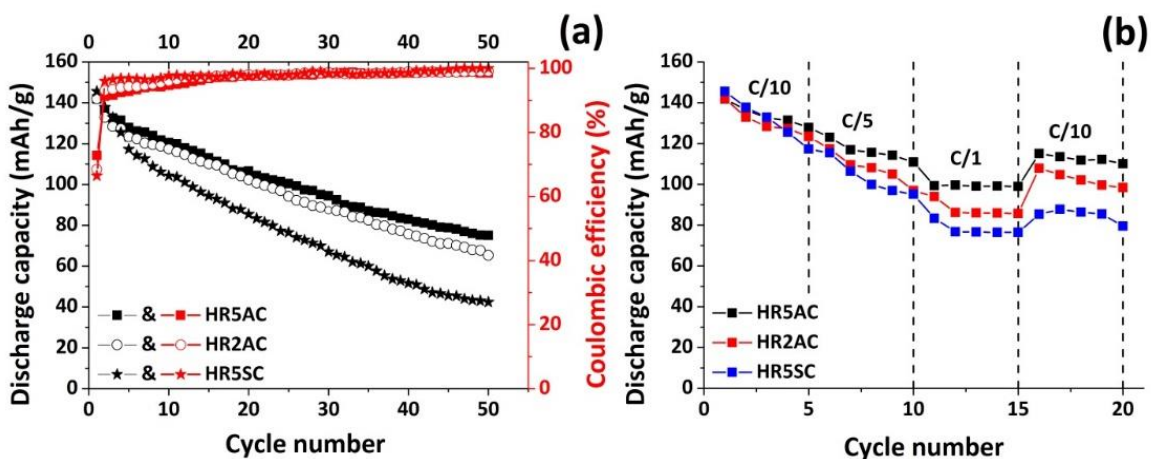 0 10 20 30 40 50
(a)
160
140
120
100
80
60
40
20
0
Discharge capacity (mAh/g)
100
80
60
40
20
0
Coulombic efficiency (%)
& HR5AC
& HR2AC
& HR5SC
0 10 20 30 40 50
Cycle number
(b)
160
140
120
100
80
60
40
20
0
Discharge capacity (mAh/g)
C/10
C/5
C/1
C/10
HR5AC
HR2AC
HR5SC
0 5 10 15 20
Cycle number